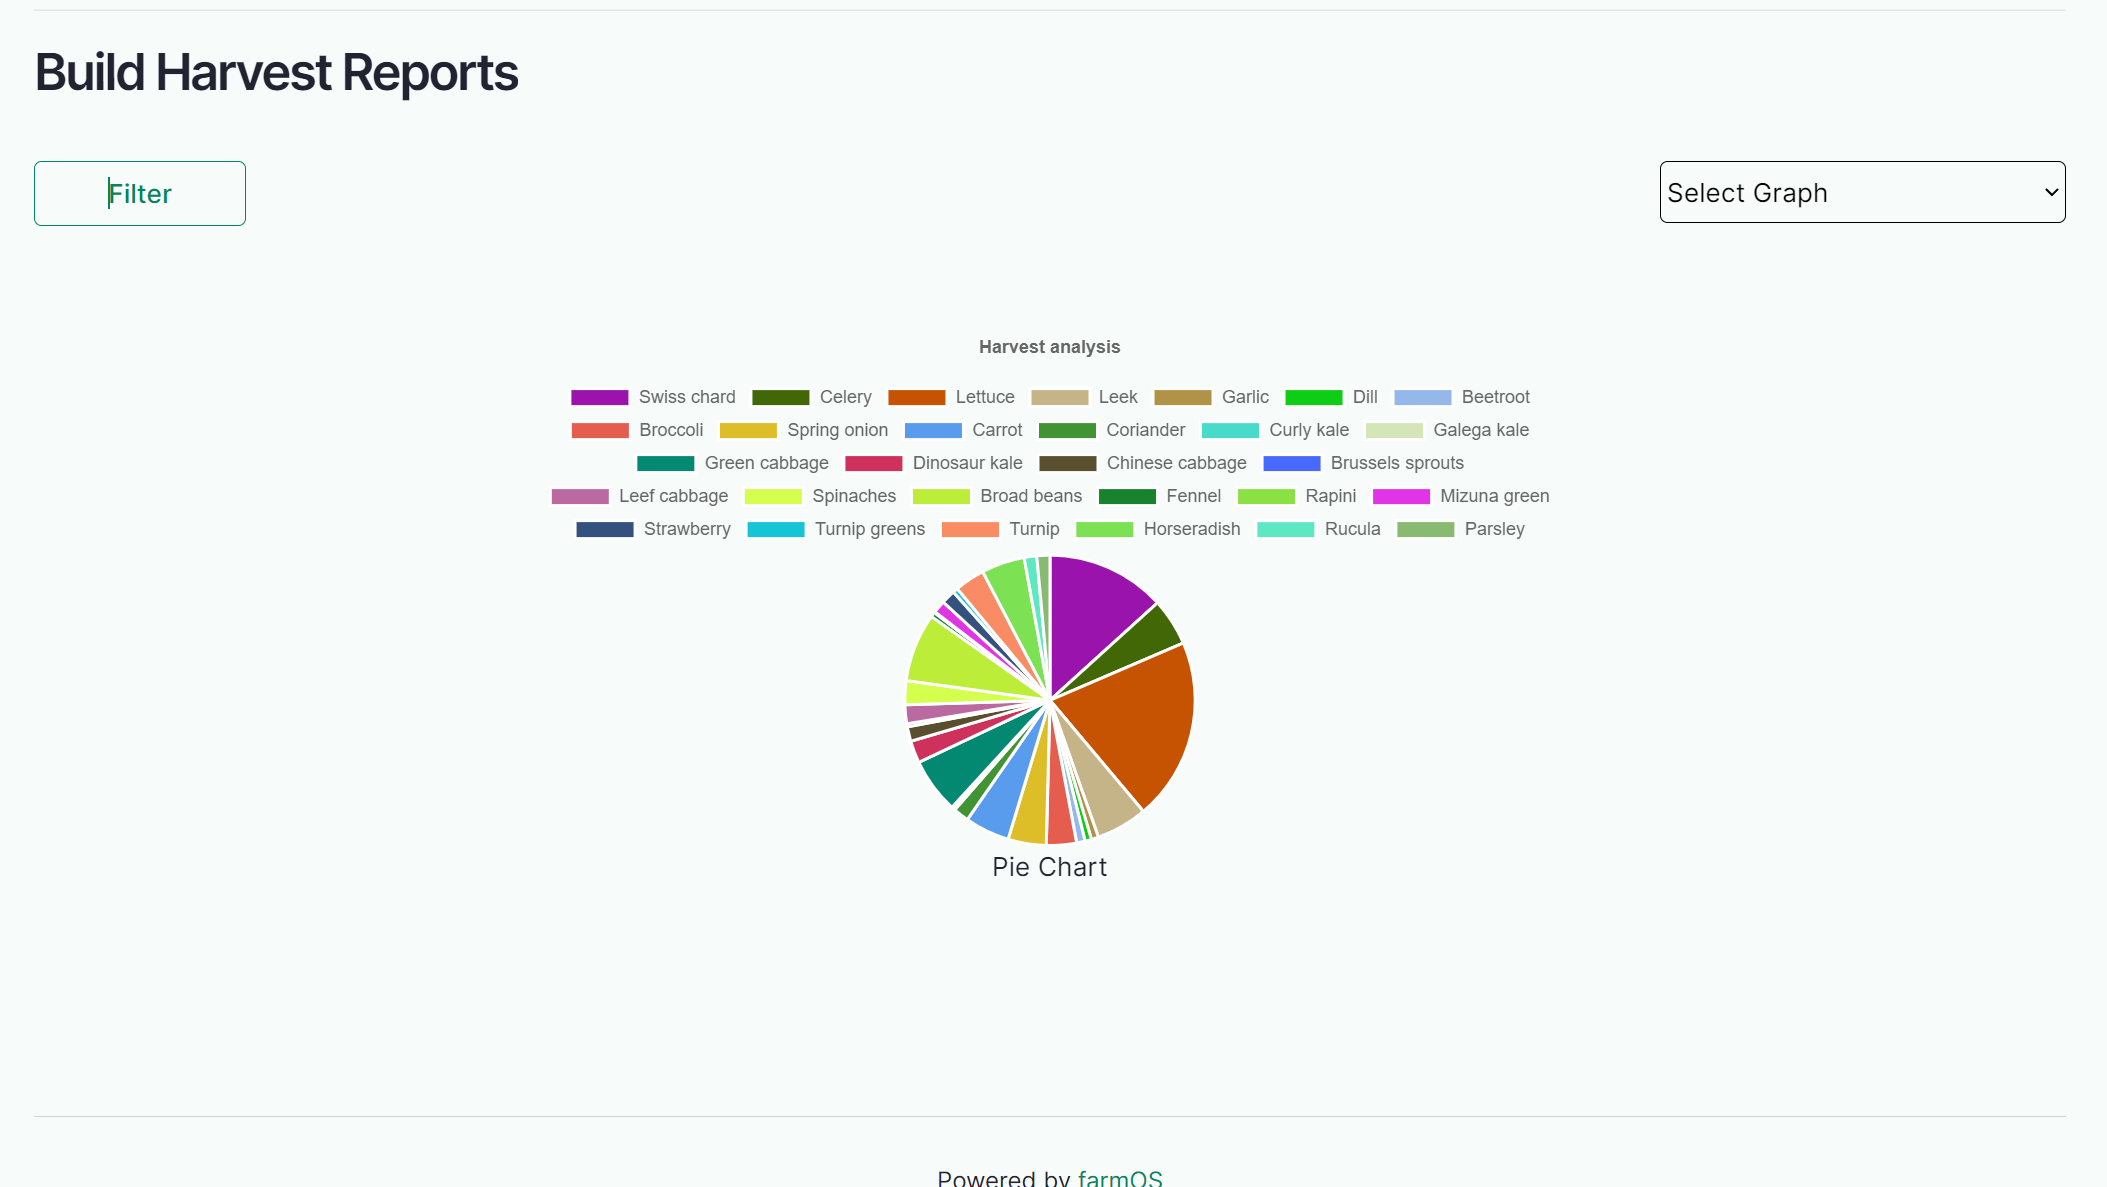 Build Harvest Reports
Filter
Select Graph
Harvest analysis
Swiss chard Celery Lettuce Leek Garlic Dill Beetroot
Broccoli Spring onion Carrot Coriander Curly kale Galega kale
Green cabbage Dinosaur kale Chinese cabbage Brussels sprouts
Leef cabbage Spinaches Broad beans Fennel Rapini Mizuna green
Strawberry Turnip greens Turnip Horseradish Rucula Parsley
Pie Chart
Powered by farmOS